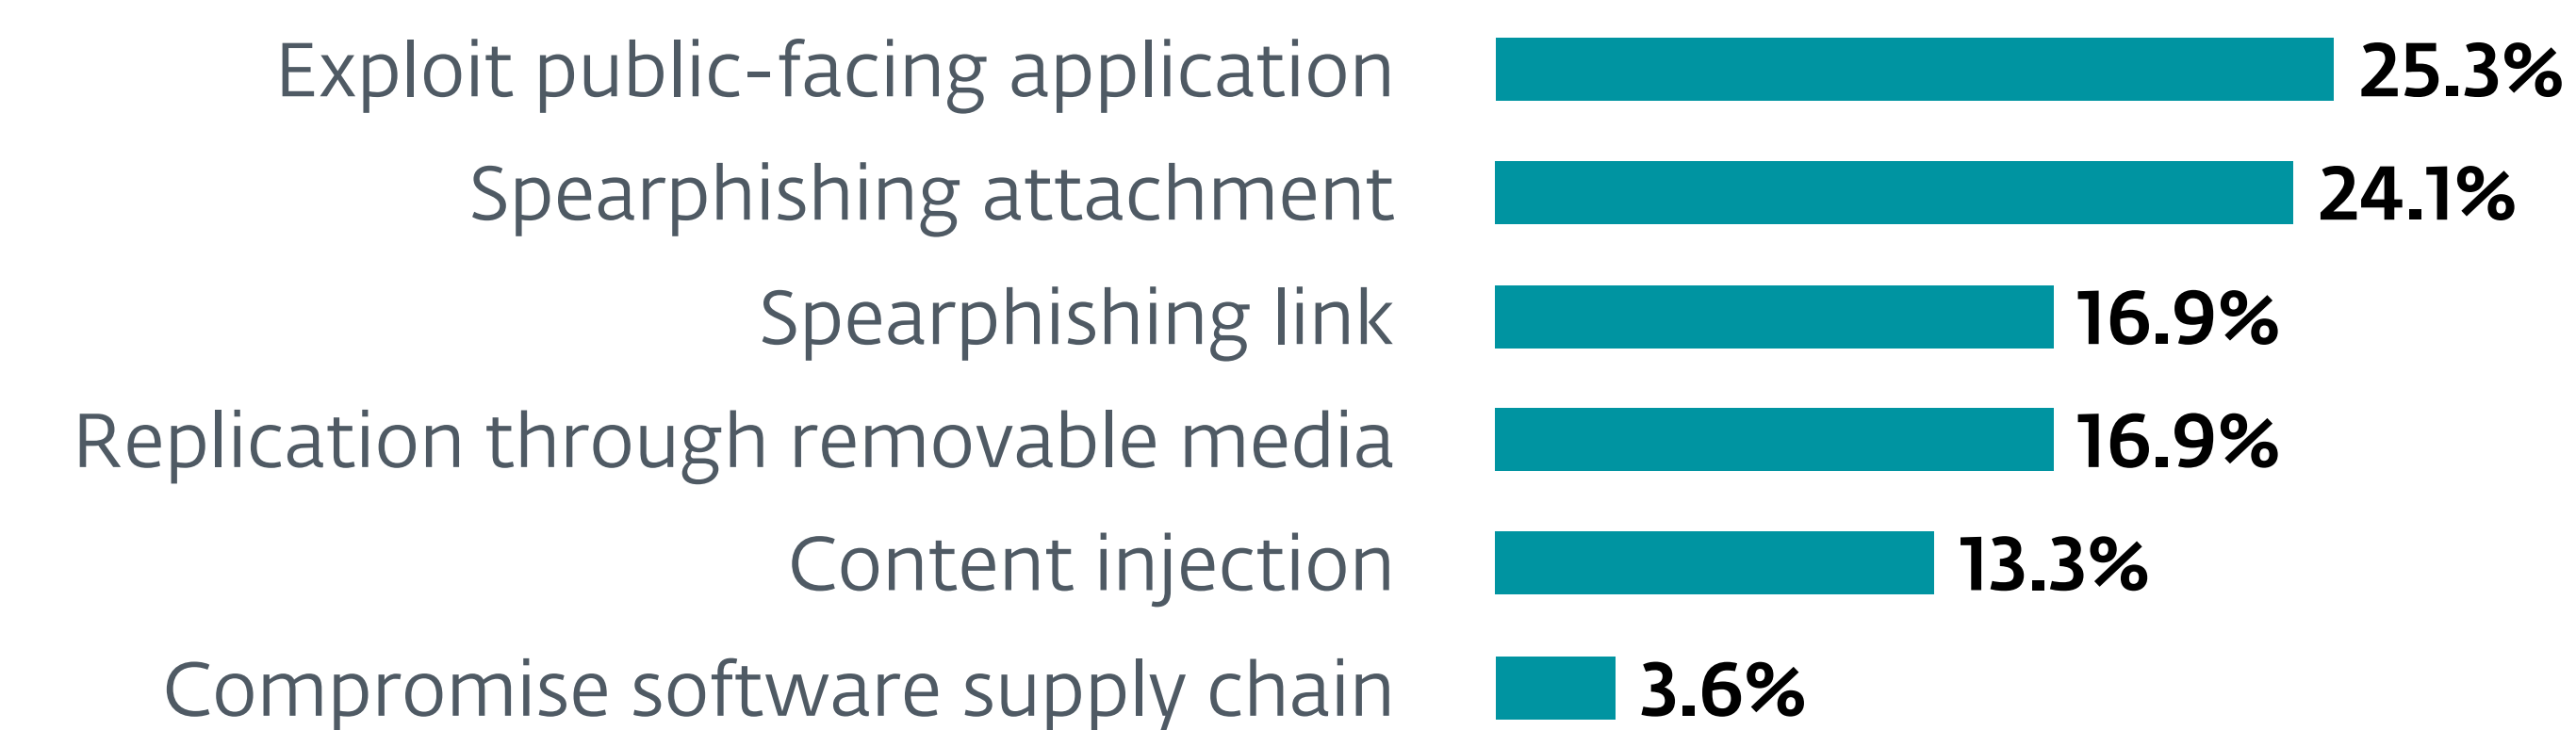 Exploit public-facing application 25.3%
Spearphishing attachment 24.1%
Spearphishing link 16.9%
Replication through removable media 16.9%
Content injection 13.3%
Compromise software supply chain 3.6%